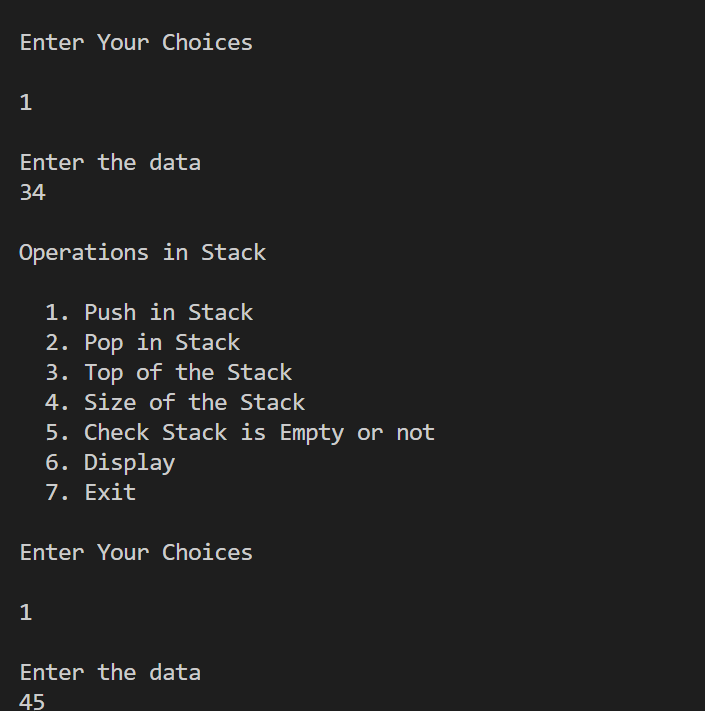 Enter Your Choices
1
Enter the data
34
Operations in Stack
1. Push in Stack
2. Pop in Stack
3. Top of the Stack
4. Size of the Stack
5. Check Stack is Empty or not
6. Display
7. Exit
Enter Your Choices
1
Enter the data
45